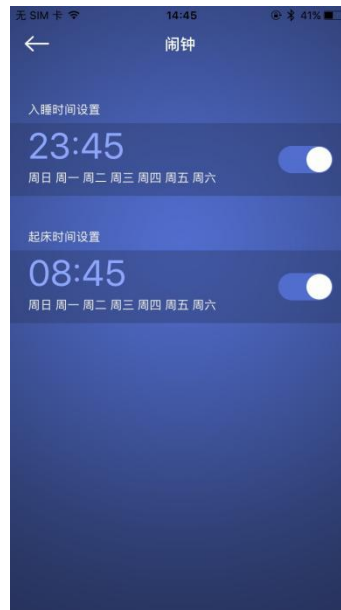 无 SIM 卡 14:45 41%
闹钟
入睡时间设置
23:45
周日 周一 周二 周三 周四 周五 周六
起床时间设置
08:45
周日 周一 周二 周三 周四 周五 周六